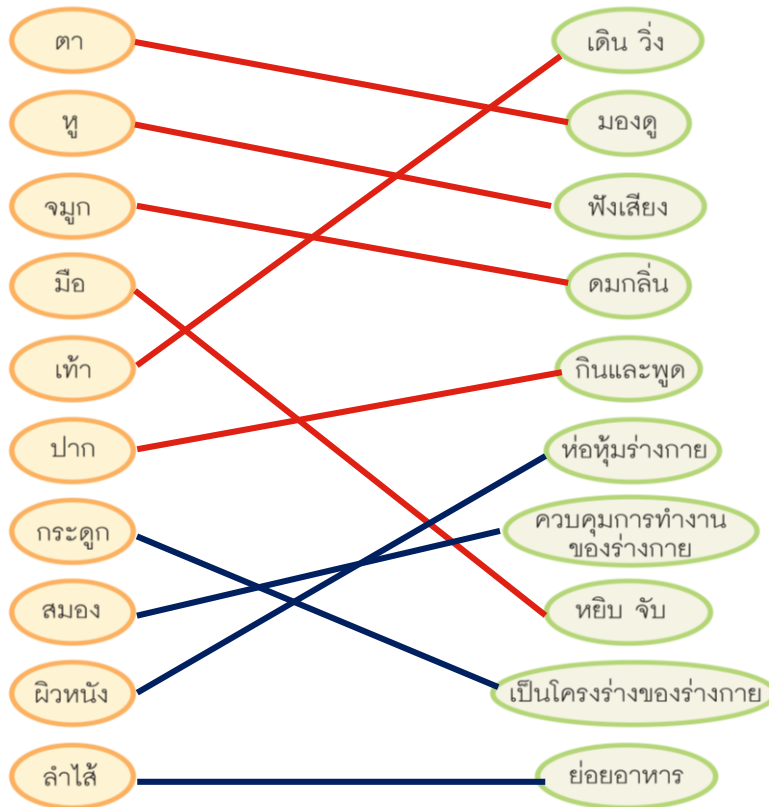 ตา
เดิน วิ่ง
หู
มองดู
จมูก
ฟังเสียง
มือ
ดมกลิ่น
เท้า
กินและพูด
ปาก
ห่อหุ้มร่างกาย
กระดูก
ควบคุมการทำงาน
ของร่างกาย
สมอง
หยิบ จับ
ผิวหนัง
เป็นโครงร่างของร่างกาย
ลำไส้
ย่อยอาหาร